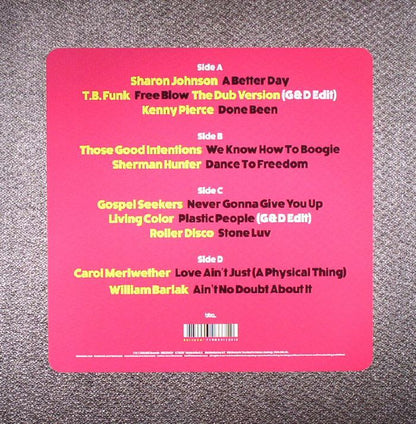 Side A
Sharon Johnson A Better Day
T.B. Funk Free Blow The Dub Version (G&D Edit)
Kenny Pierce Done Been
Side B
Those Good Intentions We Know How To Boogie
Sherman Hunter Dance To Freedom
Side C
Gospel Seekers Never Gonna Give You Up
Living Color Plastic People (G&D Edit)
Roller Disco Stone Luv
Side D
Carol Meriwether Love Ain't Just (A Physical Thing)
William Bariak Ain't No Doubt About It
bbe.